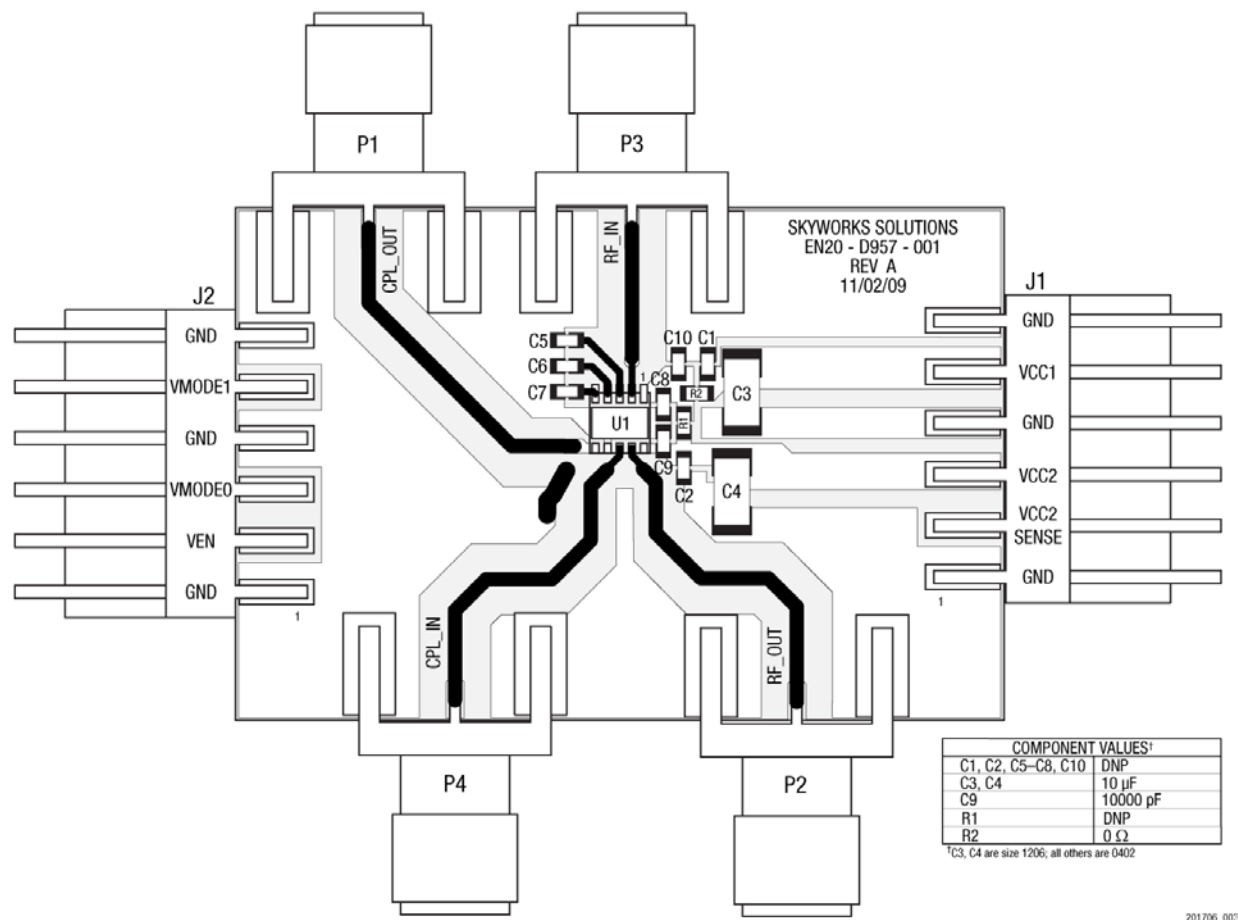 P1
P3
SKYWORKS SOLUTIONS
EN20 - D957 - 001
REV A
11/02/09
CPL_OUT
RF_IN
J2
GND
VMODE1
GND
VMODE0
VEN
GND
1
J1
GND
VCC1
GND
VCC2
VCC2
SENSE
GND
1
C5
C6
C7
C10
C1
C8
1
R2
C3
U1
R1
C9
C2
C4
CPL_IN
RF_OUT
P4
P2
COMPONENT VALUES†
C1, C2, C5–C8, C10 DNP
C3, C4 10 µF
C9 10000 pF
R1 DNP
R2 0 Ω
†C3, C4 are size 1206; all others are 0402
201706_003